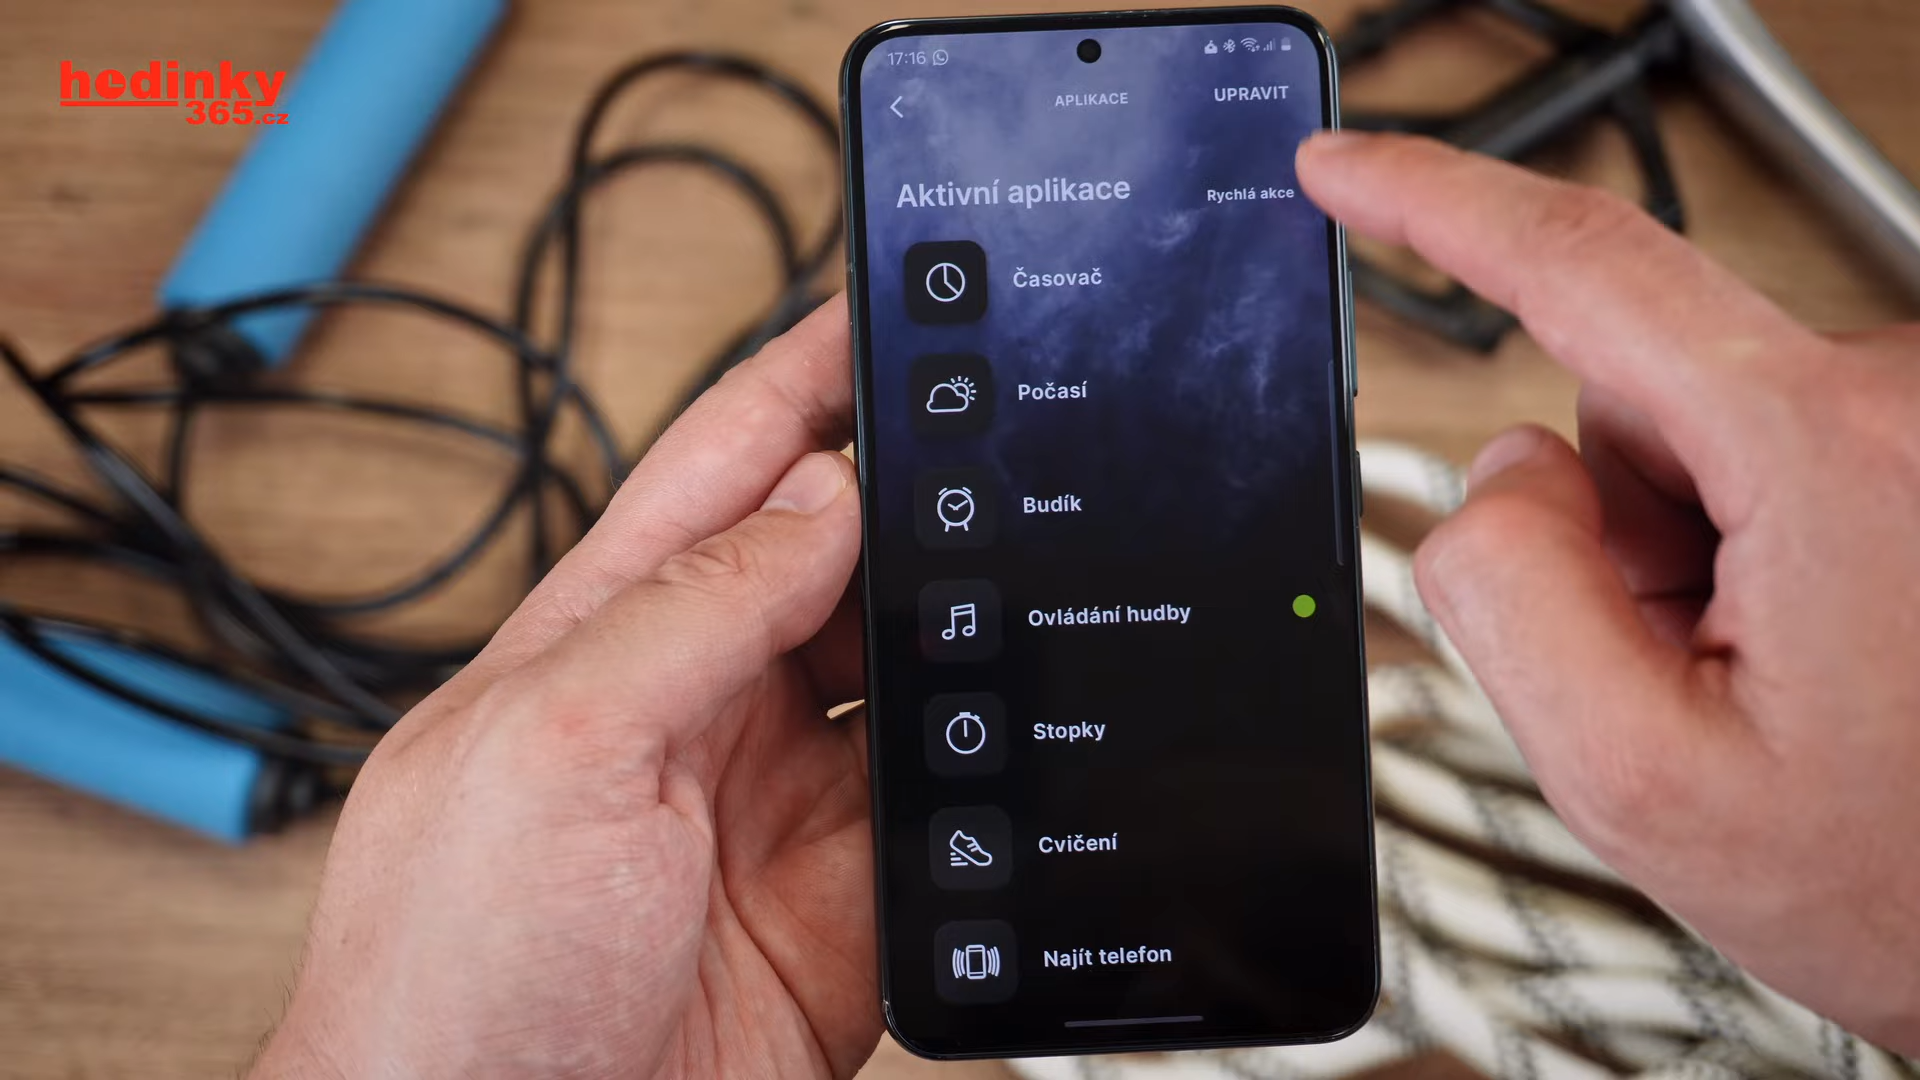 hodinky
365.cz
17:16
APLIKACE
UPRAVIT
Aktivní aplikace
Rychlá akce
Časovač
Počasí
Budík
Ovládání hudby
Stopky
Cvičení
Najít telefon